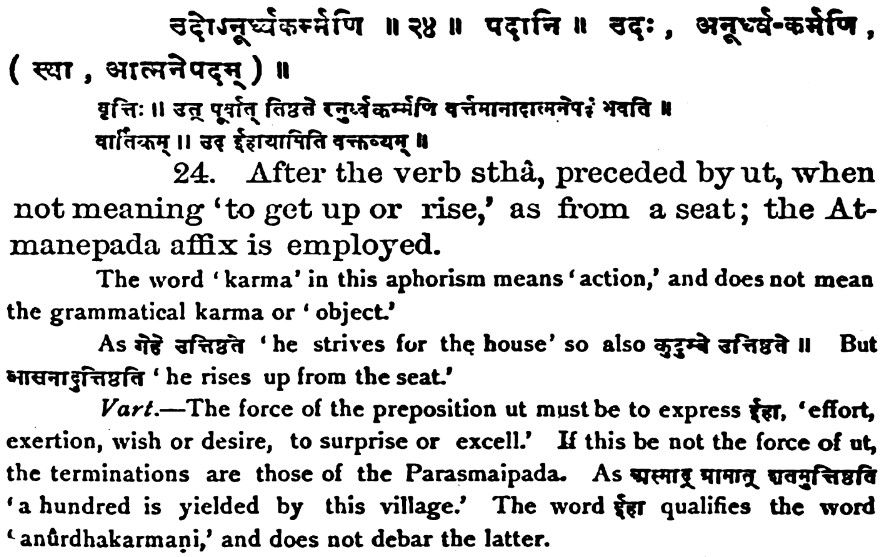 उदोऽनूर्ध्वकर्म्मणि ॥ २४ ॥ पदानि ॥ उदः , अनूर्ध्व-कर्मणि ,
( स्था , आत्मनेपदम् ) ॥
वृत्तिः ॥ उत् पूर्वात् तिष्ठते रनुर्ध्वकर्म्मणि वर्त्तमानादात्मनेपदं भवति ॥
वार्तिकम् ॥ उद ईहायामिति वक्तव्यम् ॥
24. After the verb sthâ, preceded by ut, when
not meaning ‘to get up or rise,’ as from a seat; the At-
manepada affix is employed.
The word ‘karma’ in this aphorism means ‘action,’ and does not mean
the grammatical karma or ‘object.’
As गेहे उत्तिष्ठते ‘he strives for the house’ so also कुटुम्बे उत्तिष्ठते ॥ But
आसनादुत्तिष्ठति ‘he rises up from the seat.’
Vart.—The force of the preposition ut must be to express ईहा, ‘effort,
exertion, wish or desire, to surprise or excell.’ If this be not the force of ut,
the terminations are those of the Parasmaipada. As अस्माद् ग्रामात् शतमुत्तिष्ठति
‘a hundred is yielded by this village.’ The word ईहा qualifies the word
‘anûrdhakarmaṇi,’ and does not debar the latter.